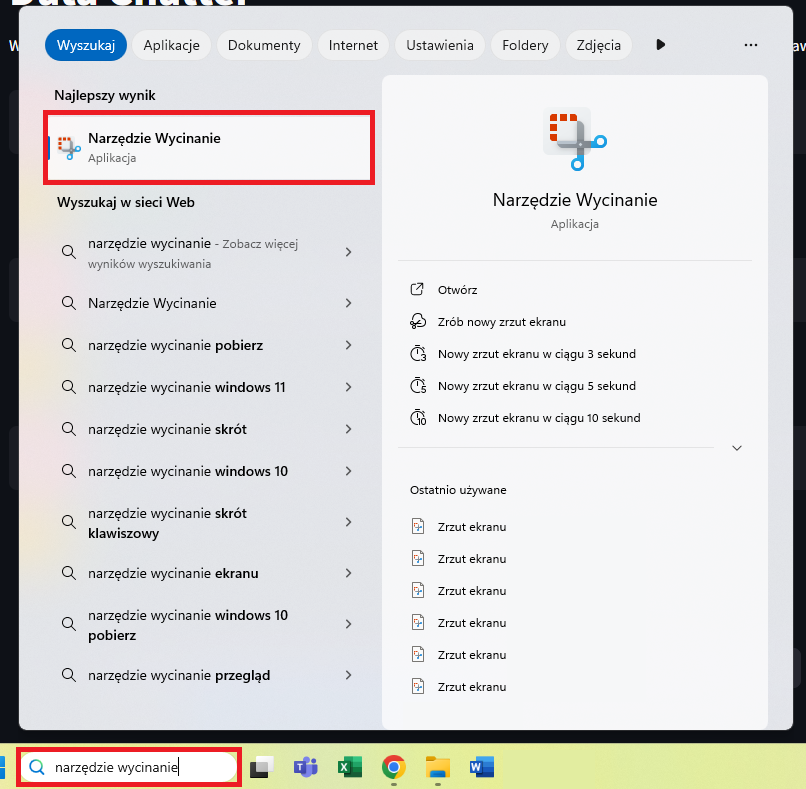 Data Chatter
Wyszukaj
Aplikacje
Dokumenty
Internet
Ustawienia
Foldery
Zdjęcia
Najlepszy wynik
Narzędzie Wycinanie
Aplikacja
Wyszukaj w sieci Web
narzędzie wycinanie - Zobacz więcej
wyników wyszukiwania
Narzędzie Wycinanie
narzędzie wycinanie pobierz
narzędzie wycinanie windows 11
narzędzie wycinanie skrót
narzędzie wycinanie windows 10
narzędzie wycinanie skrót
klawiszowy
narzędzie wycinanie ekranu
narzędzie wycinanie windows 10
pobierz
narzędzie wycinanie przegląd
Narzędzie Wycinanie
Aplikacja
Otwórz
Zrób nowy zrzut ekranu
Nowy zrzut ekranu w ciągu 3 sekund
Nowy zrzut ekranu w ciągu 5 sekund
Nowy zrzut ekranu w ciągu 10 sekund
Ostatnio używane
Zrzut ekranu
Zrzut ekranu
Zrzut ekranu
Zrzut ekranu
Zrzut ekranu
Zrzut ekranu
narzędzie wycinanie